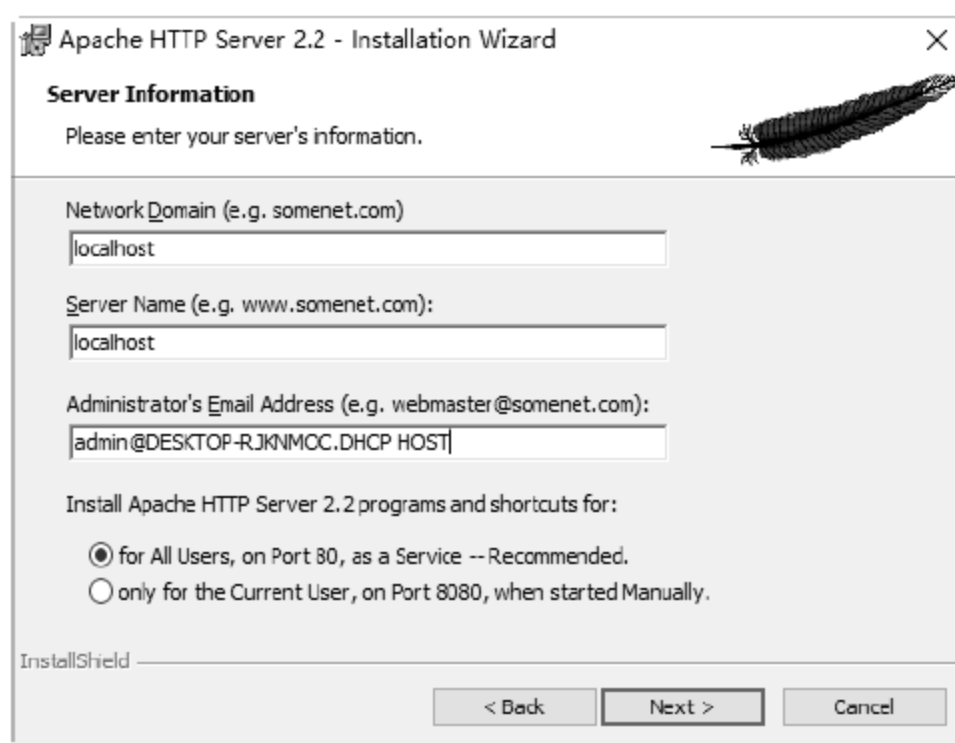 Apache HTTP Server 2.2 - Installation Wizard
Server Information
Please enter your server's information.
Network Domain (e.g. somenet.com)
localhost
Server Name (e.g. www.somenet.com):
localhost
Administrator's Email Address (e.g. webmaster@somenet.com):
admin@DESKTOP-RJKNMOC.DHCP HOST
Install Apache HTTP Server 2.2 programs and shortcuts for:
for All Users, on Port 80, as a Service -- Recommended.
only for the Current User, on Port 8080, when started Manually.
InstallShield
< Back
Next >
Cancel